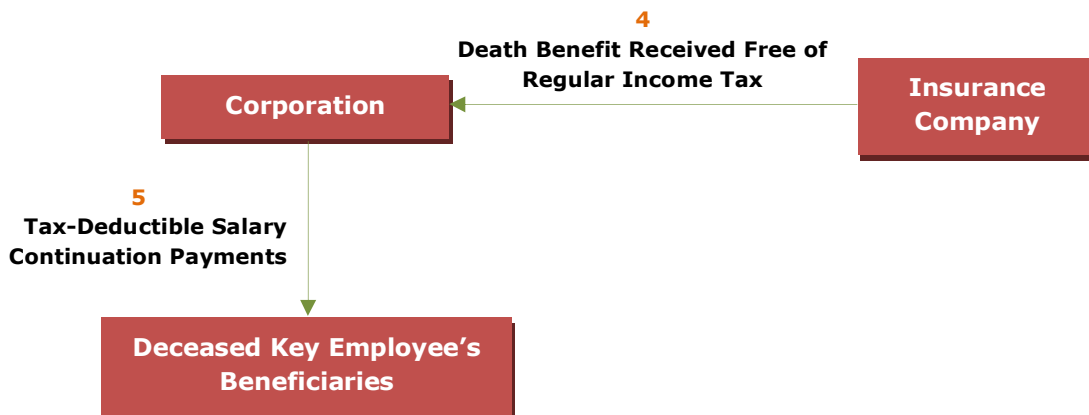 4
Death Benefit Received Free of
Regular Income Tax
Corporation
Insurance
Company
5
Tax-Deductible Salary
Continuation Payments
Deceased Key Employee’s
Beneficiaries